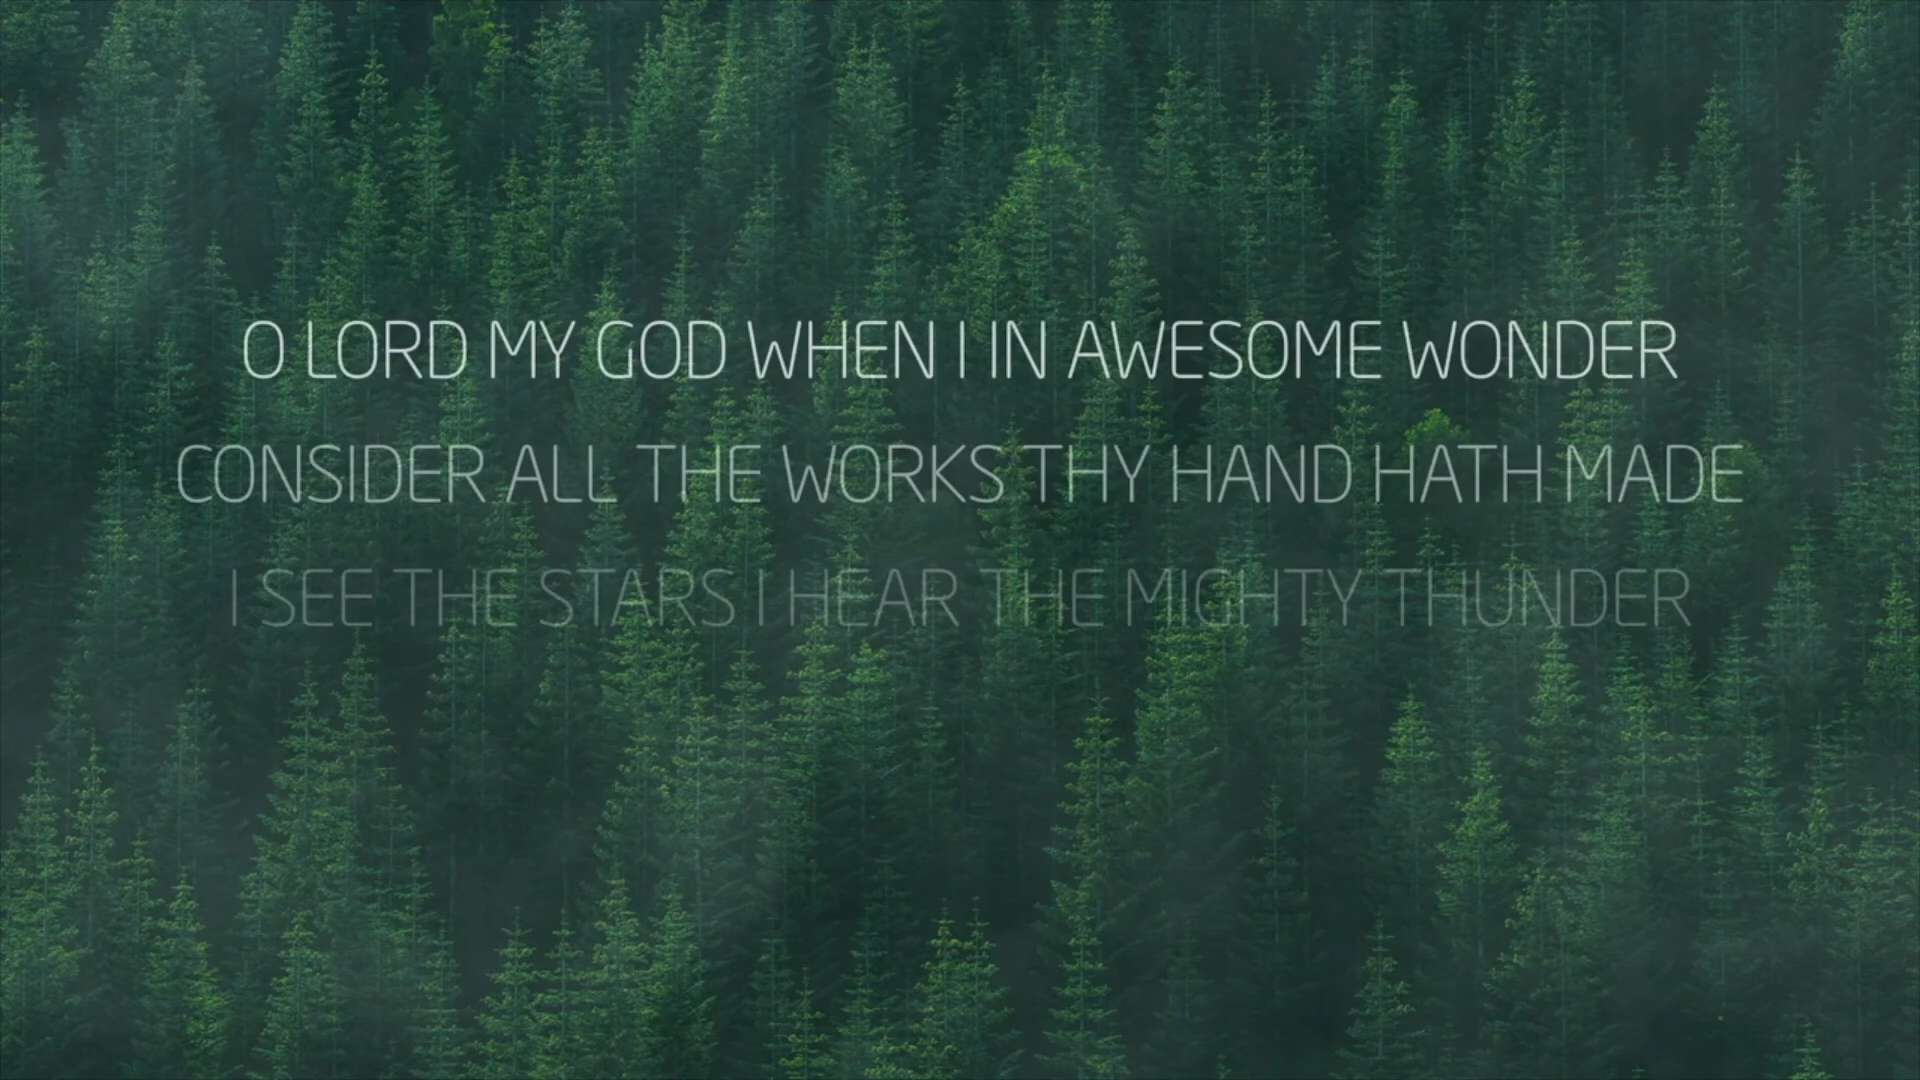 O LORD MY GOD WHEN I IN AWESOME WONDER
CONSIDER ALL THE WORKS THY HAND HATH MADE
I SEE THE STARS I HEAR THE MIGHTY THUNDER